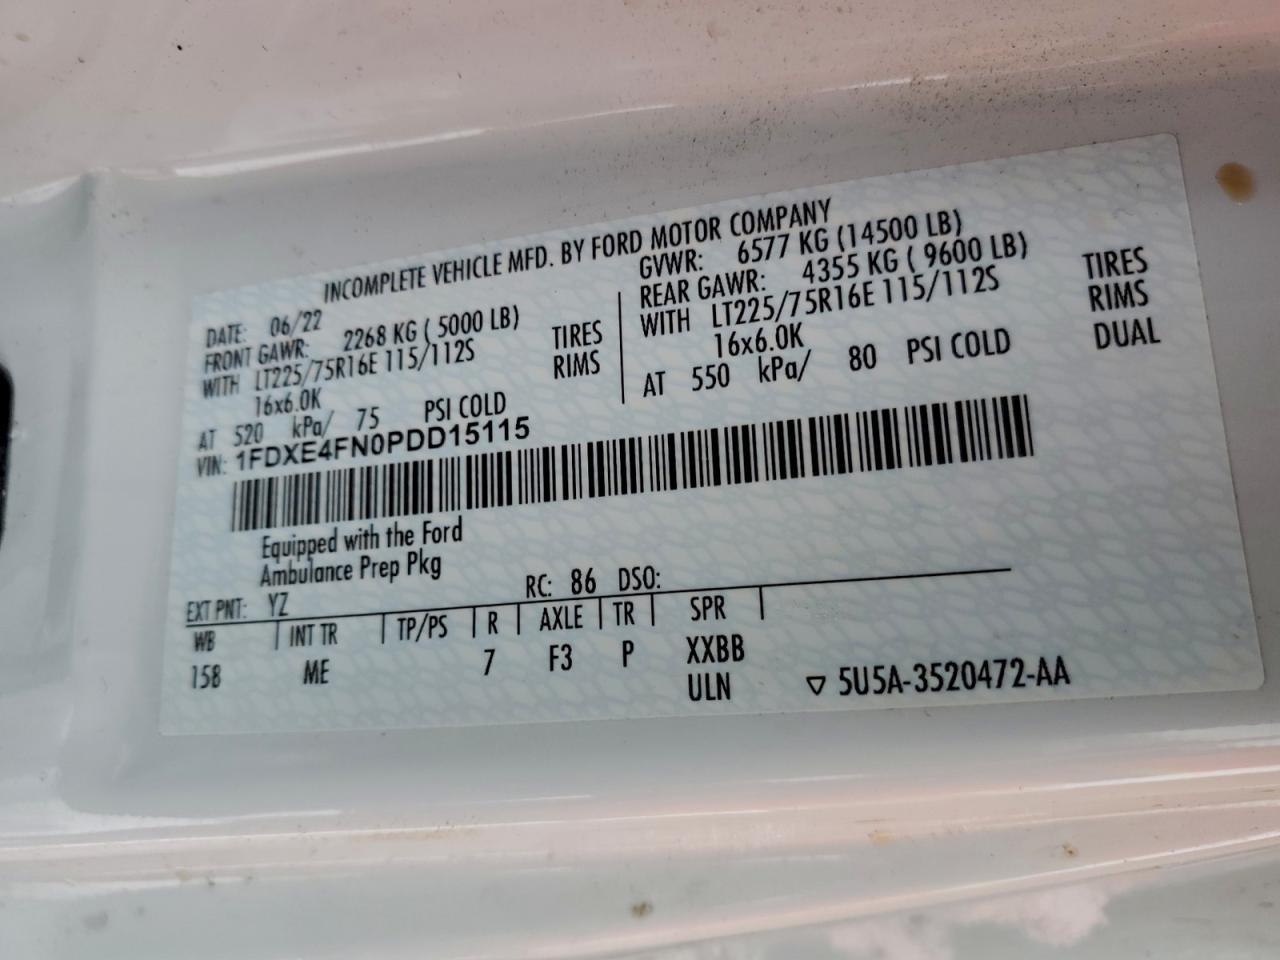 INCOMPLETE VEHICLE MFD. BY FORD MOTOR COMPANY
DATE: 06/22
FRONT GAWR: 2268 KG ( 5000 LB)
WITH LT225/75R16E 115/112S TIRES
16x6.0K RIMS
AT 520 kPa/ 75 PSI COLD
GVWR: 6577 KG (14500 LB)
REAR GAWR: 4355 KG ( 9600 LB)
WITH LT225/75R16E 115/112S TIRES
16x6.0K RIMS
AT 550 kPa/ 80 PSI COLD DUAL
VIN: 1FDXE4FN0PDD15115
Equipped with the Ford
Ambulance Prep Pkg
EXT PNT: YZ RC: 86 DSO:
WB INT TR TP/PS R AXLE TR SPR
158 ME 7 F3 P XXBB
ULN ▽ 5U5A-3520472-AA